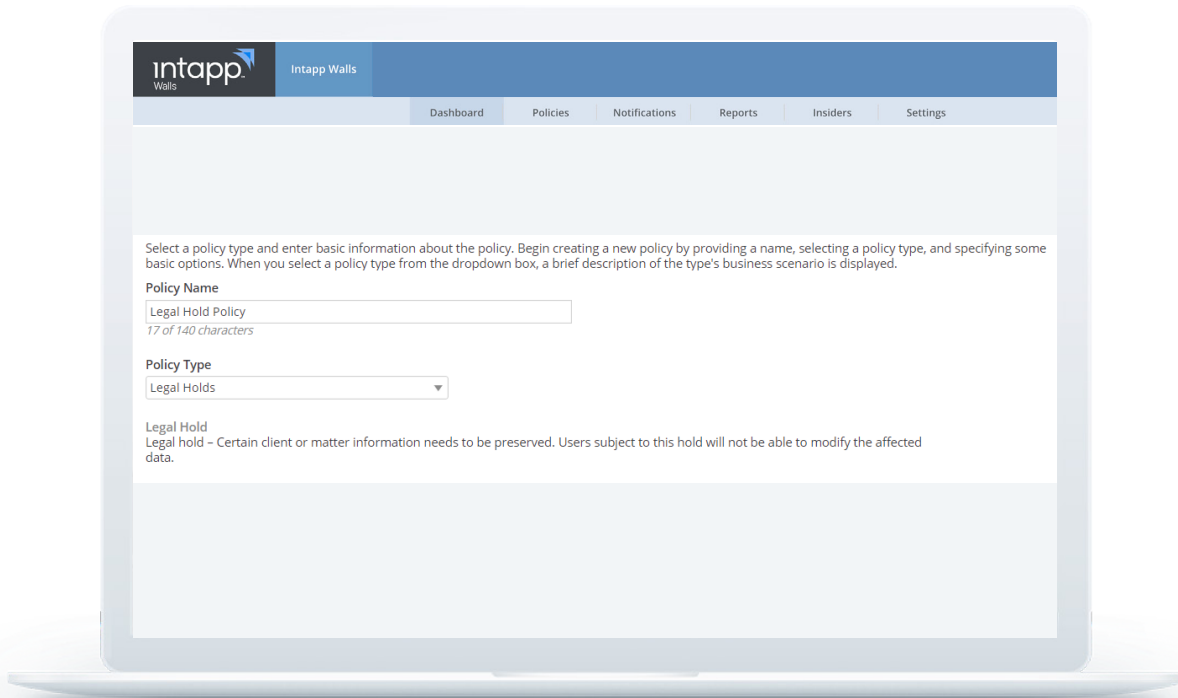 ıntapp
Walls
Intapp Walls
Dashboard Policies Notifications Reports Insiders Settings
Select a policy type and enter basic information about the policy. Begin creating a new policy by providing a name, selecting a policy type, and specifying some
basic options. When you select a policy type from the dropdown box, a brief description of the type's business scenario is displayed.
Policy Name
Legal Hold Policy
17 of 140 characters
Policy Type
Legal Holds
Legal Hold
Legal hold – Certain client or matter information needs to be preserved. Users subject to this hold will not be able to modify the affected
data.